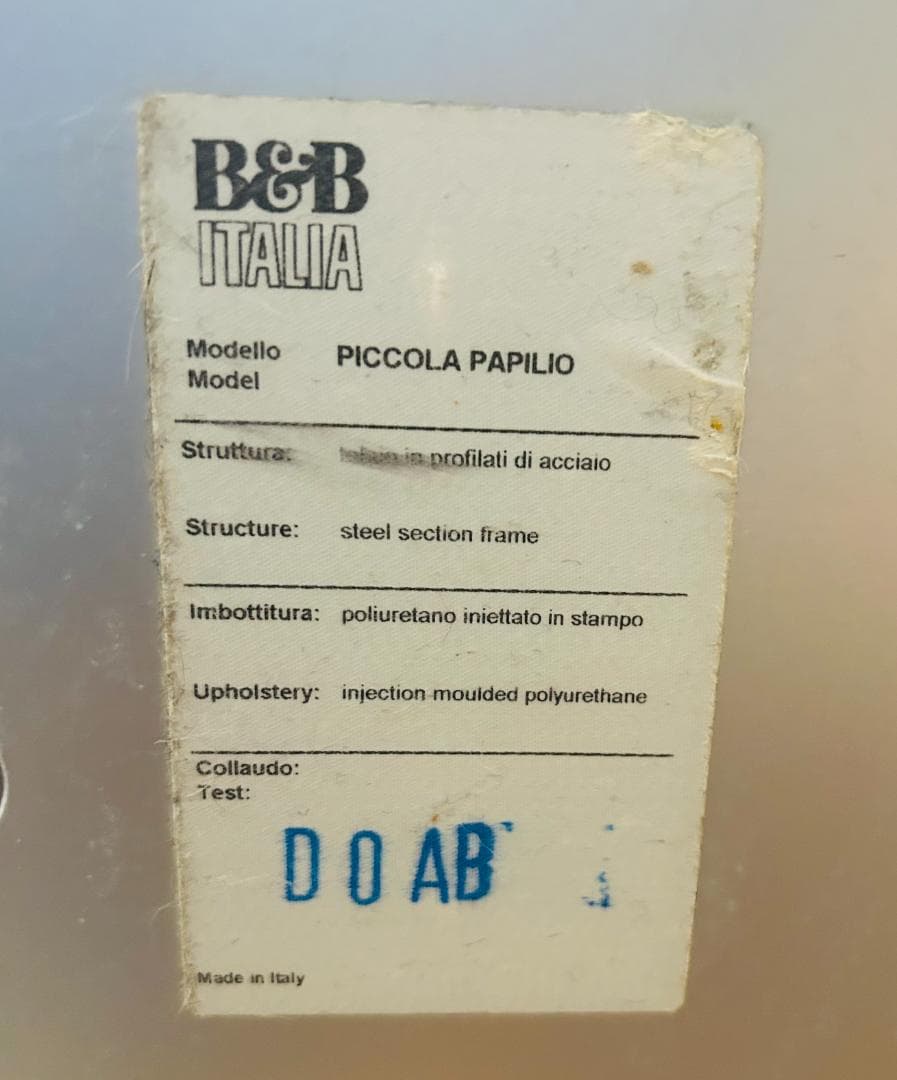 B&B
ITALIA
Modello PICCOLA PAPILIO
Model
Struttura: in profilati di acciaio
Structure: steel section frame
Imbottitura: poliuretano iniettato in stampo
Upholstery: injection moulded polyurethane
Collaudo:
Test:
D 0 AB
Made in Italy